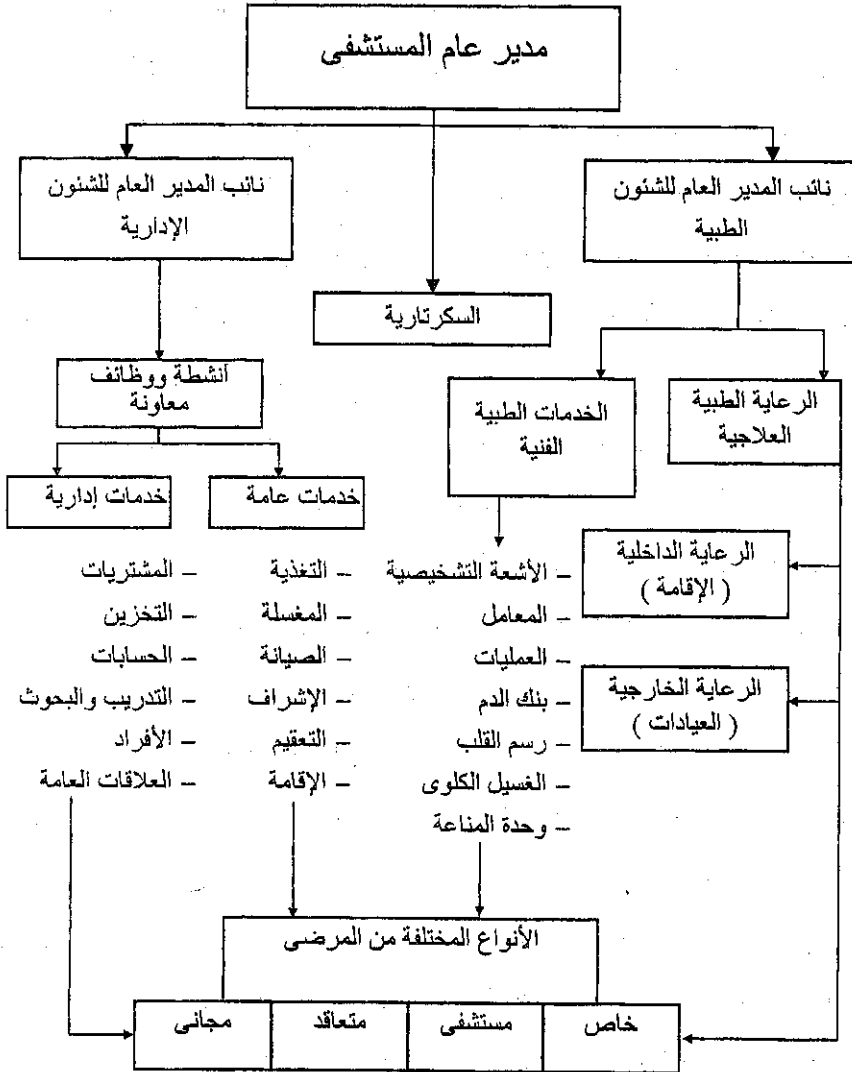 مدير عام المستشفى
نائب المدير العام للشئون
الطبية
نائب المدير العام للشئون
الإدارية
السكرتارية
الرعاية الطبية
العلاجية
الخدمات الطبية
الفنية
أنشطة ووظائف
معاونة
خدمات عامة
خدمات إدارية
الرعاية الداخلية
( الإقامة )
الرعاية الخارجية
( العيادات )
– الأشعة التشخيصية
– المعامل
– العمليات
– بنك الدم
– رسم القلب
– الغسيل الكلوى
– وحدة المناعة
– التغذية
– المغسلة
– الصيانة
– الإشراف
– التعقيم
– الإقامة
– المشتريات
– التخزين
– الحسابات
– التدريب والبحوث
– الأفراد
– العلاقات العامة
الأنواع المختلفة من المرضى
خاص
مستشفى
متعاقد
مجانى